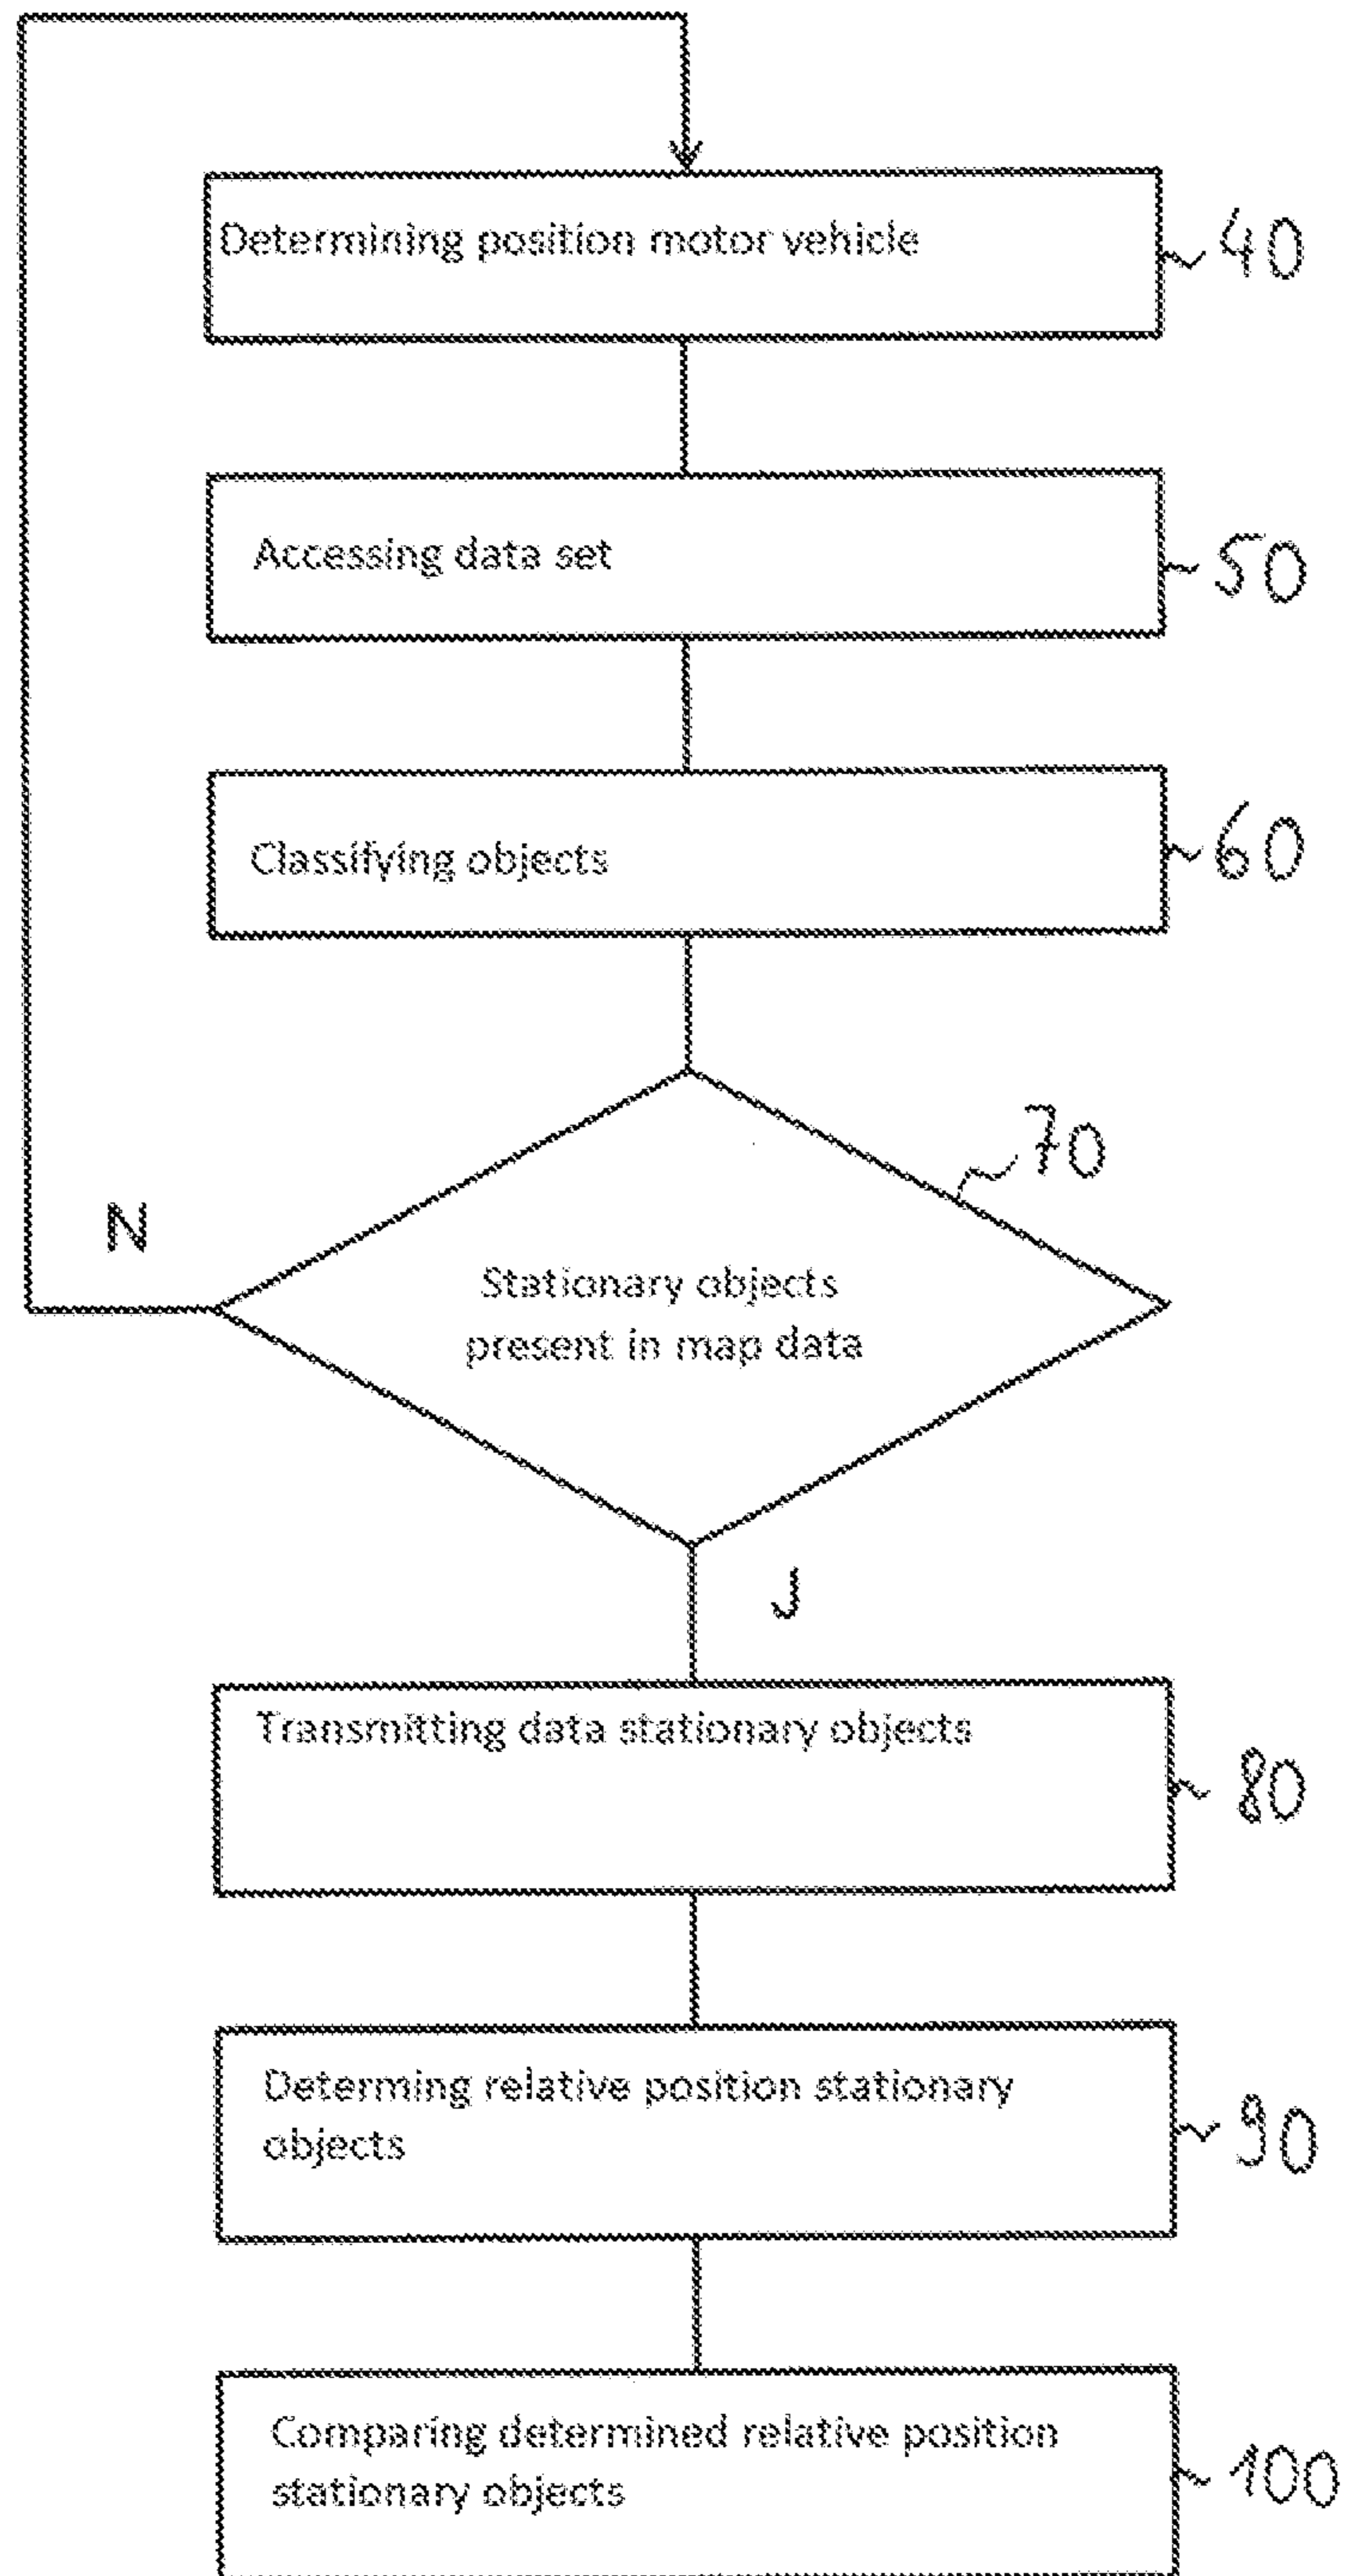 Determining position motor vehicle
40
Accessing data set
50
Classifying objects
60
70
N
Stationary objects
present in map data
J
Transmitting data stationary objects
80
Determing relative position stationary
objects
90
Comparing determined relative position
stationary objects
100